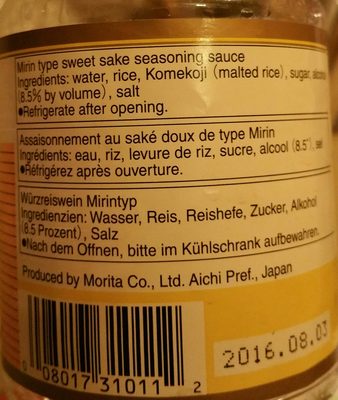 Mirin type sweet sake seasoning sauce
Ingredients: water, rice, Komekoji (malted rice), sugar, alcohol
(8.5% by volume), salt
●Refrigerate after opening.
Assaisonnement au saké doux de type Mirin
Ingrédients: eau, riz, levure de riz, sucre, alcool (8.5°), sel
●Réfrigérez après ouverture.
Würzreiswein Mirintyp
Ingredienzien: Wasser, Reis, Reishefe, Zucker, Alkohol
(8.5 Prozent), Salz
●Nach dem Öffnen, bitte im Kühlschrank aufbewahren.
Produced by Morita Co., Ltd. Aichi Pref., Japan
2016.08.03
0 08017 31011 2